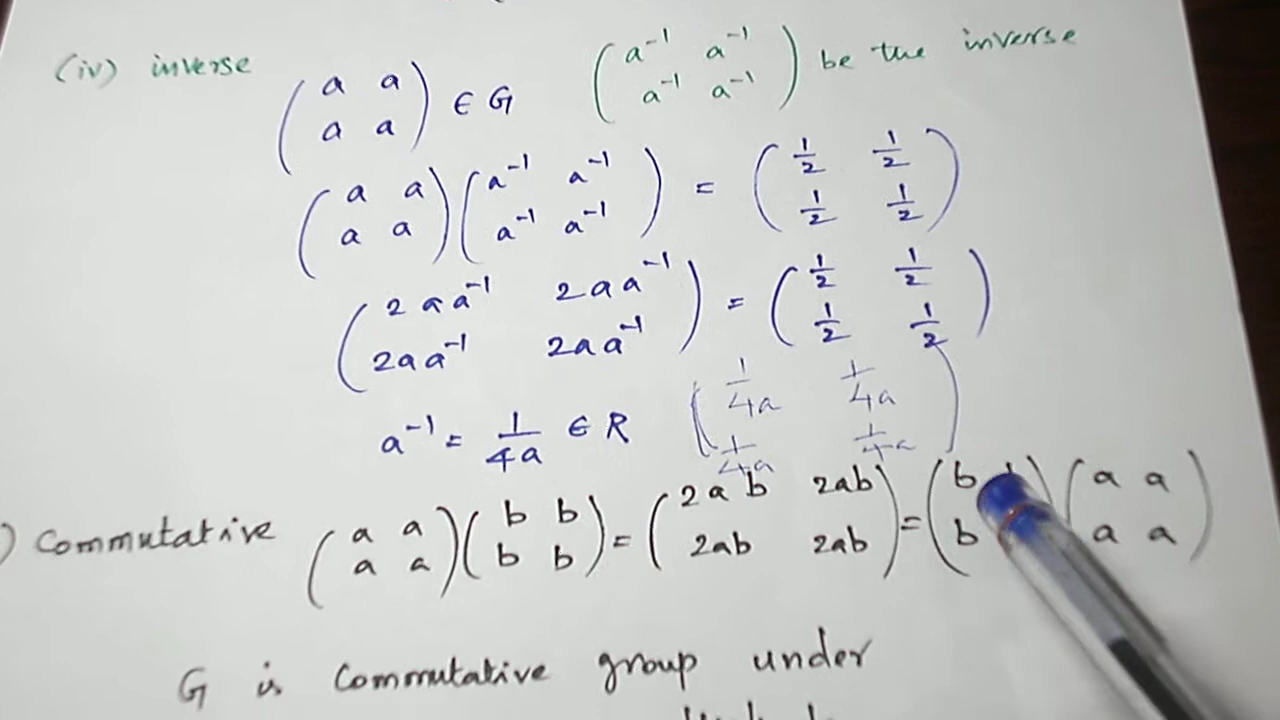 (iv) inverse
( a a ) ∈ G ( a⁻¹ a⁻¹ ) be the inverse
( a a ) ( a⁻¹ a⁻¹ )
( a a ) ( a⁻¹ a⁻¹ ) = ( 1/2 1/2 )
( a a ) ( a⁻¹ a⁻¹ ) ( 1/2 1/2 )
( 2aa⁻¹ 2aa⁻¹ ) = ( 1/2 1/2 )
( 2aa⁻¹ 2aa⁻¹ ) ( 1/2 1/2 )
a⁻¹ = 1/4a ∈ R ( 1/4a 1/4a )
( 1/4a 1/4a )
) Commutative ( a a ) ( b b ) = ( 2ab 2ab ) = ( b ) ( a a )
( a a ) ( b b ) ( 2ab 2ab ) ( b ) ( a a )
G is Commutative group under